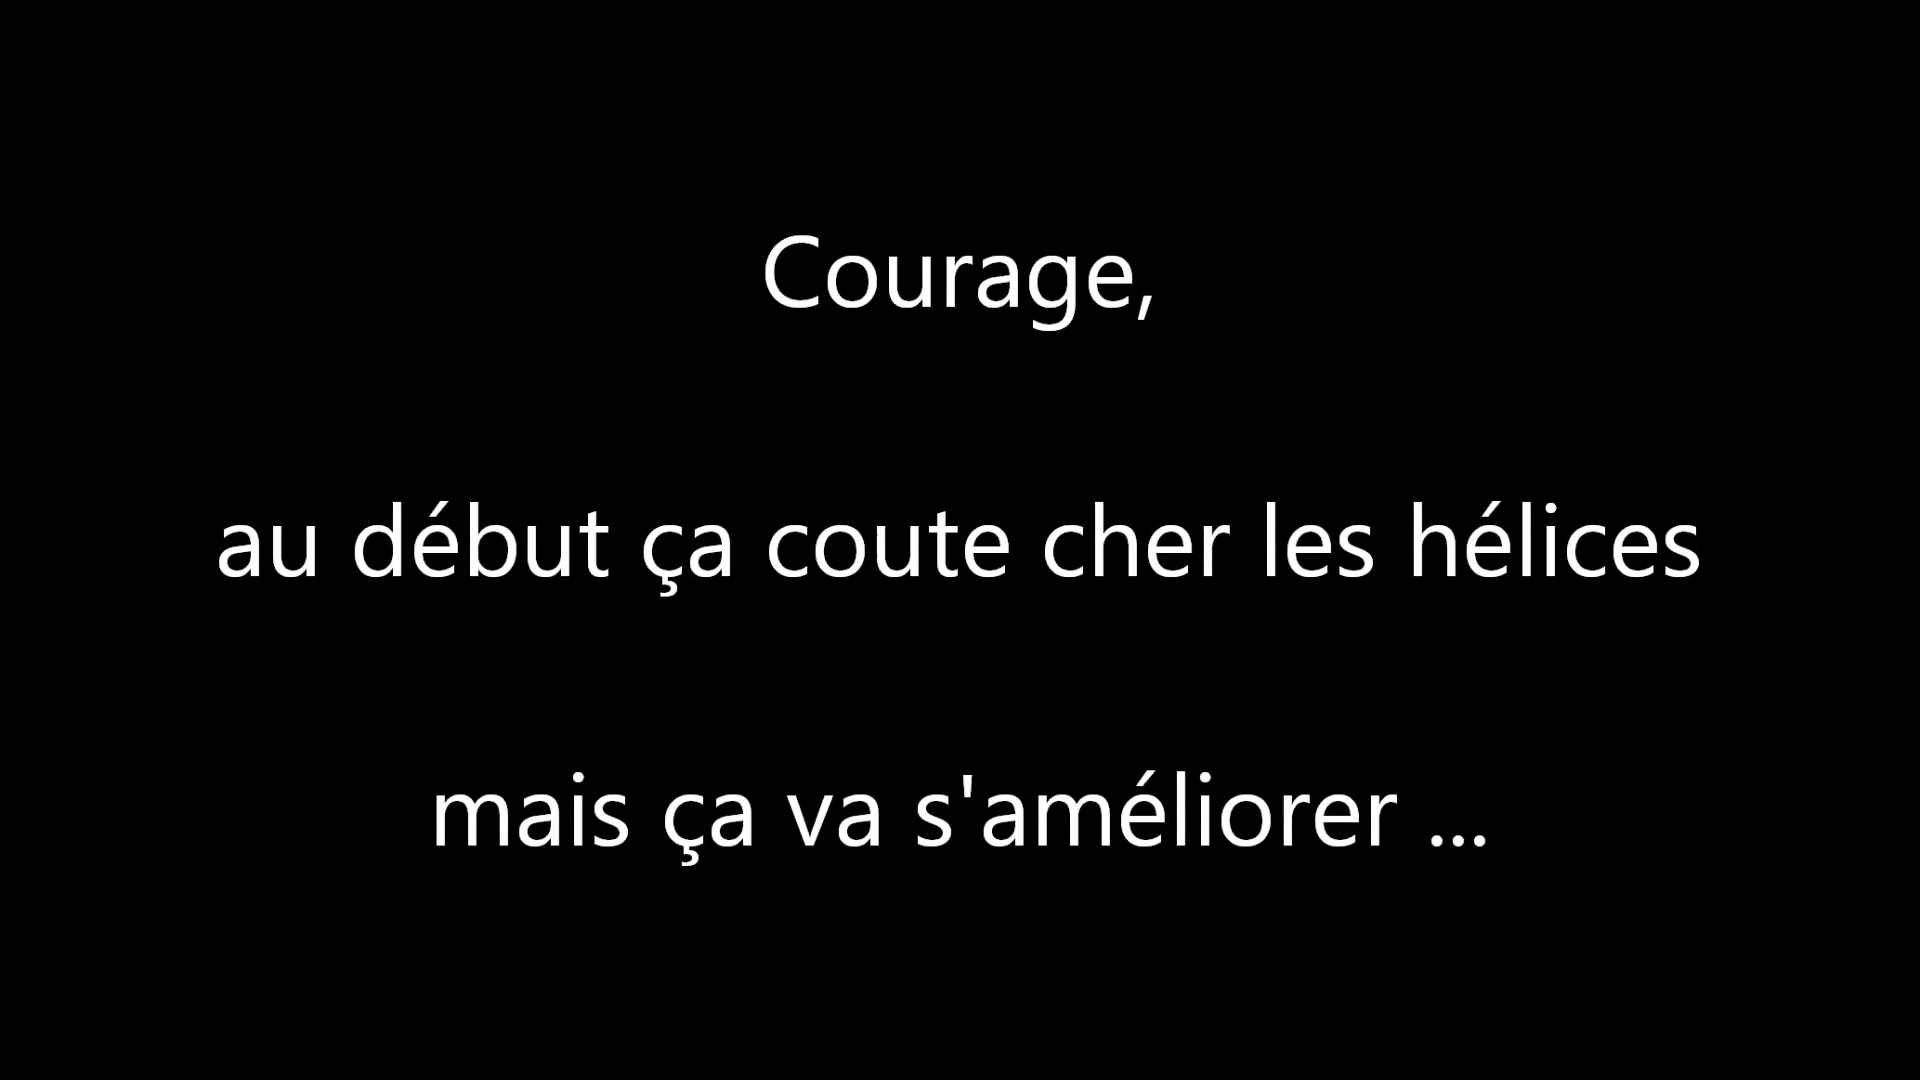 Courage,
au début ça coute cher les hélices
mais ça va s'améliorer ...